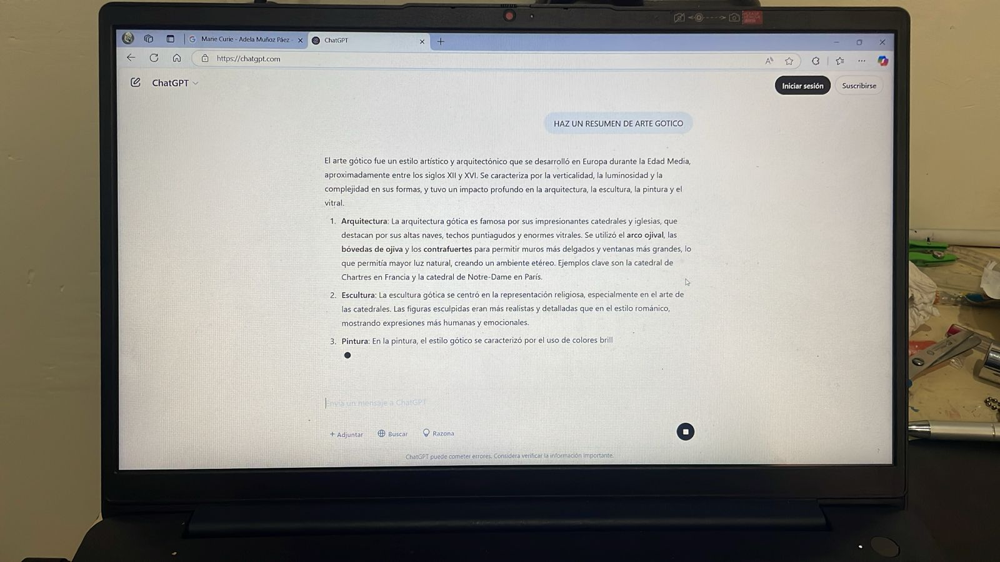 Marie Curie - Adela Muñoz Páez -
ChatGPT
https://chatgpt.com
ChatGPT
Iniciar sesión
Suscribirse
HAZ UN RESUMEN DE ARTE GOTICO
El arte gótico fue un estilo artístico y arquitectónico que se desarrolló en Europa durante la Edad Media,
aproximadamente entre los siglos XII y XVI. Se caracteriza por la verticalidad, la luminosidad y la
complejidad en sus formas, y tuvo un impacto profundo en la arquitectura, la escultura, la pintura y el
vitral.
1. Arquitectura: La arquitectura gótica es famosa por sus impresionantes catedrales y iglesias, que
destacan por sus altas naves, techos puntiagudos y enormes vitrales. Se utilizó el arco ojival, las
bóvedas de ojiva y los contrafuertes para permitir muros más delgados y ventanas más grandes, lo
que permitía mayor luz natural, creando un ambiente etéreo. Ejemplos clave son la catedral de
Chartres en Francia y la catedral de Notre-Dame en París.
2. Escultura: La escultura gótica se centró en la representación religiosa, especialmente en el arte de
las catedrales. Las figuras esculpidas eran más realistas y detalladas que en el estilo románico,
mostrando expresiones más humanas y emocionales.
3. Pintura: En la pintura, el estilo gótico se caracterizó por el uso de colores brill
Envía un mensaje a ChatGPT
+ Adjuntar
Buscar
Razona
ChatGPT puede cometer errores. Considera verificar la información importante.
?